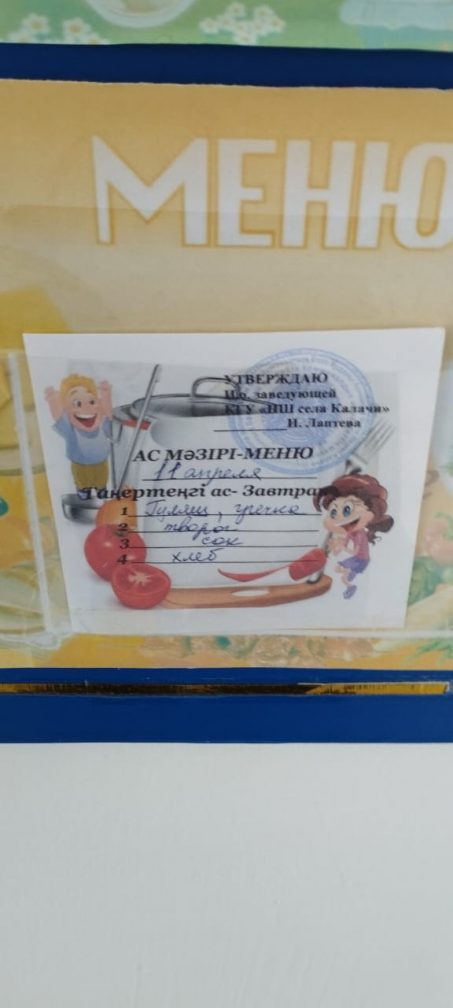 МЕНЮ
УТВЕРЖДАЮ
И.о. заведующей
КГУ «НШ села Калачи»
И. Лаптева
АС МӘЗІРІ-МЕНЮ
11 апреля
Таңертеңгі ас- Завтрак
1 Гуляш, гречка
2 творог
3 сок
4 хлеб